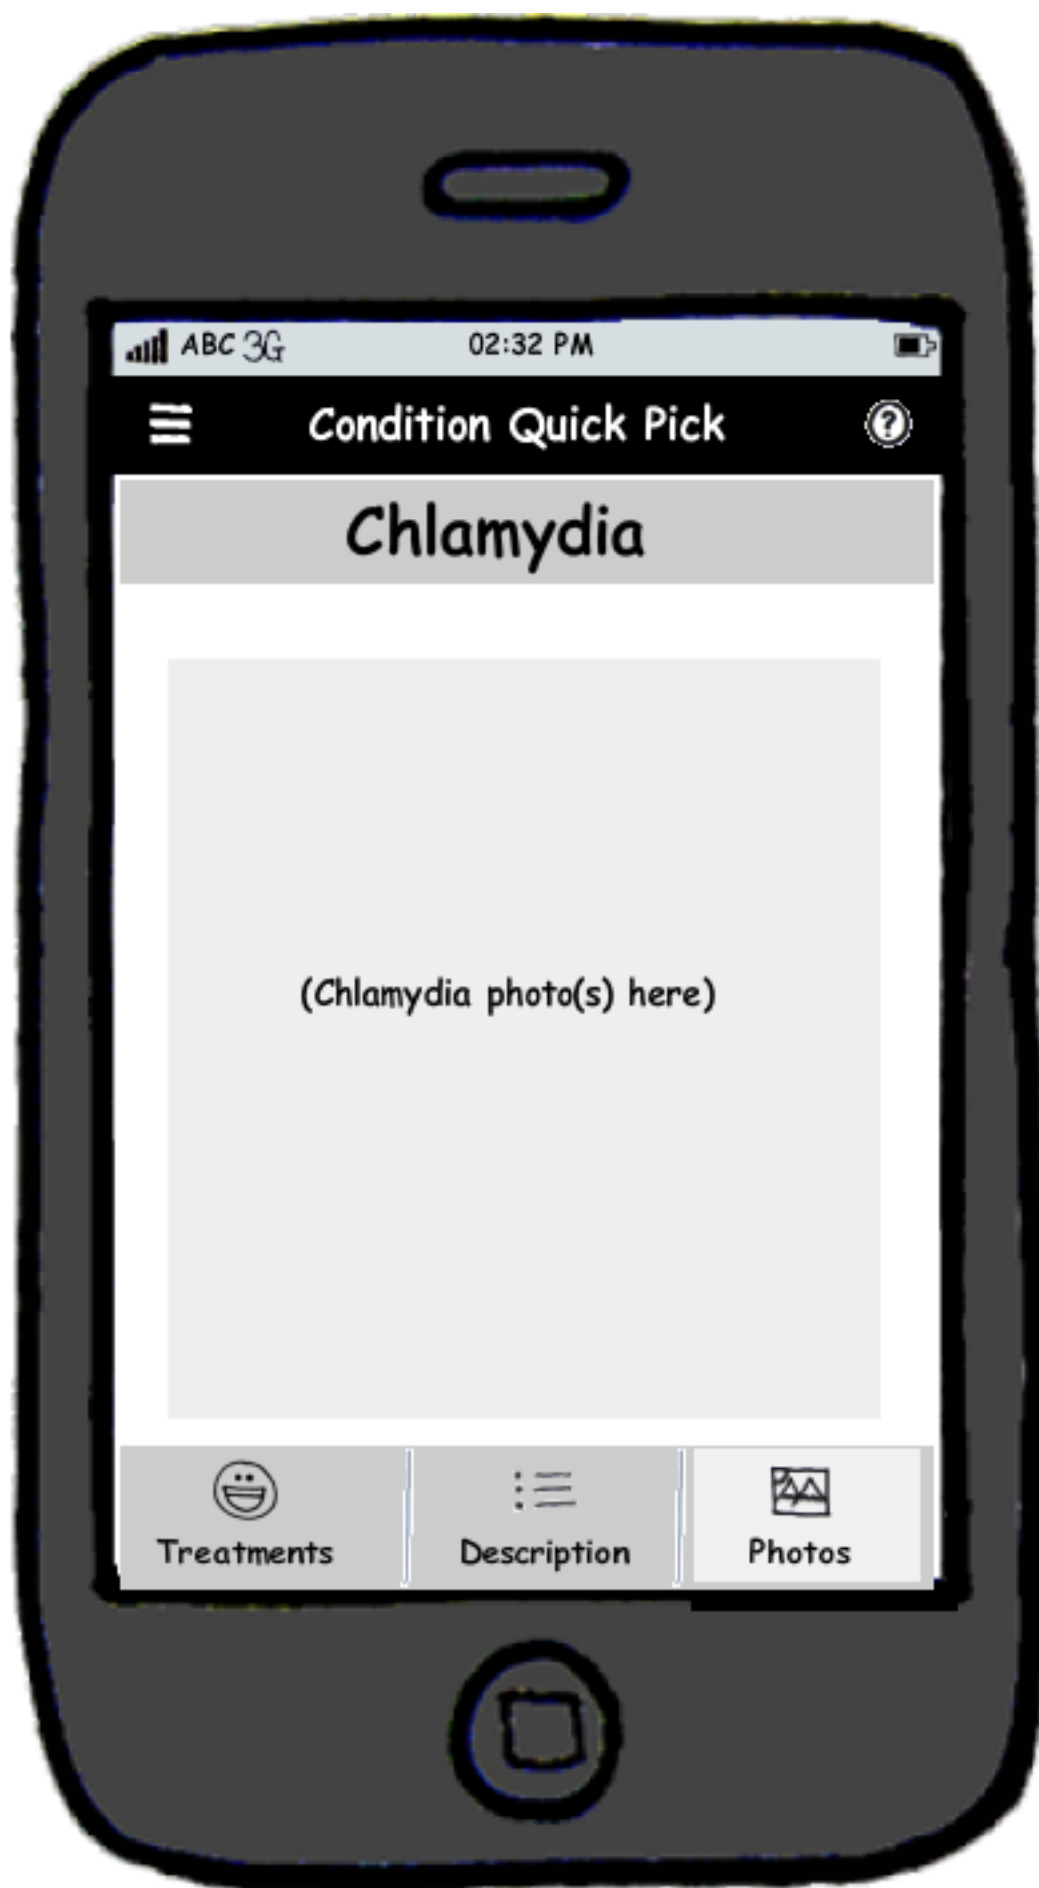 ABC 3G 02:32 PM
Condition Quick Pick ?
Chlamydia
(Chlamydia photo(s) here)
Treatments Description Photos